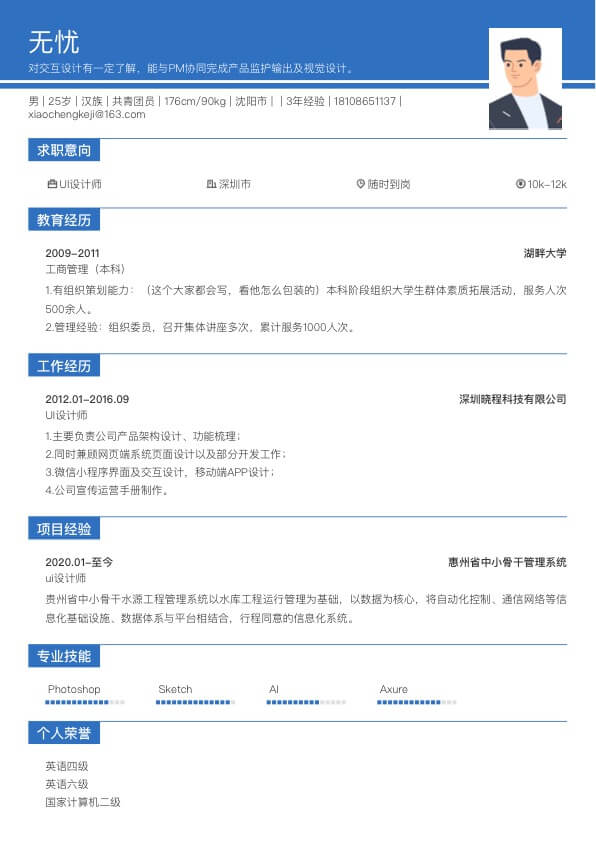 无忧
对交互设计有一定了解，能与PM协同完成产品监护输出及视觉设计。
男 | 25岁 | 汉族 | 共青团员 | 176cm/90kg | 沈阳市 | | 3年经验 | 18108651137 |
xiaochengkeji@163.com
求职意向
UI设计师 深圳市 随时到岗 10k-12k
教育经历
2009-2011 湖畔大学
工商管理（本科）
1.有组织策划能力：（这个大家都会写，看他怎么包装的）本科阶段组织大学生群体素质拓展活动，服务人次
500余人。
2.管理经验：组织委员，召开集体讲座多次，累计服务1000人次。
工作经历
2012.01-2016.09 深圳晓程科技有限公司
UI设计师
1.主要负责公司产品架构设计、功能梳理；
2.同时兼顾网页端系统页面设计以及部分开发工作；
3.微信小程序界面及交互设计，移动端APP设计；
4.公司宣传运营手册制作。
项目经验
2020.01-至今 惠州省中小骨干管理系统
ui设计师
贵州省中小骨干水源工程管理系统以水库工程运行管理为基础，以数据为核心，将自动化控制、通信网络等信
息化基础设施、数据体系与平台相结合，行程同意的信息化系统。
专业技能
Photoshop Sketch AI Axure
个人荣誉
英语四级
英语六级
国家计算机二级